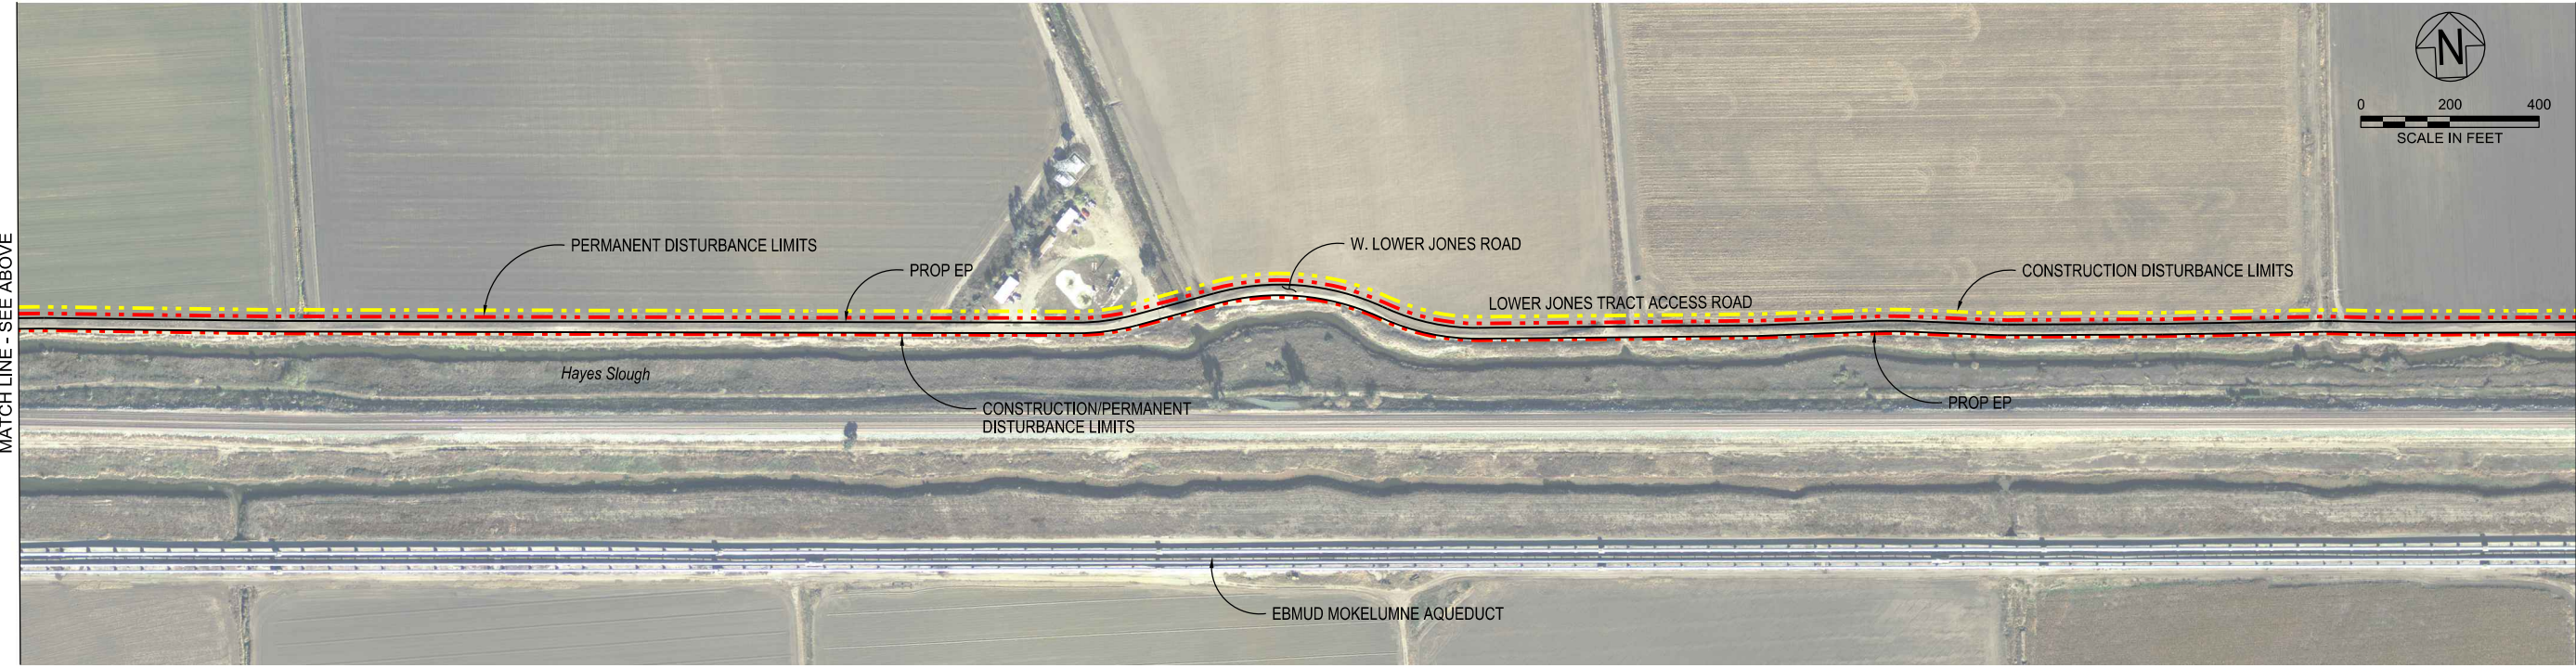 MATCH LINE - SEE ABOVE
N
0 200 400
SCALE IN FEET
PERMANENT DISTURBANCE LIMITS
PROP EP
W. LOWER JONES ROAD
CONSTRUCTION DISTURBANCE LIMITS
LOWER JONES TRACT ACCESS ROAD
Hayes Slough
CONSTRUCTION/PERMANENT
DISTURBANCE LIMITS
PROP EP
EBMUD MOKELUMNE AQUEDUCT